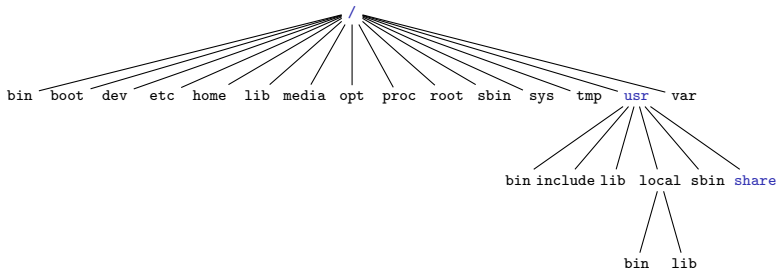 /
bin boot dev etc home lib media opt proc root sbin sys tmp usr var
bin include lib local sbin share
bin lib